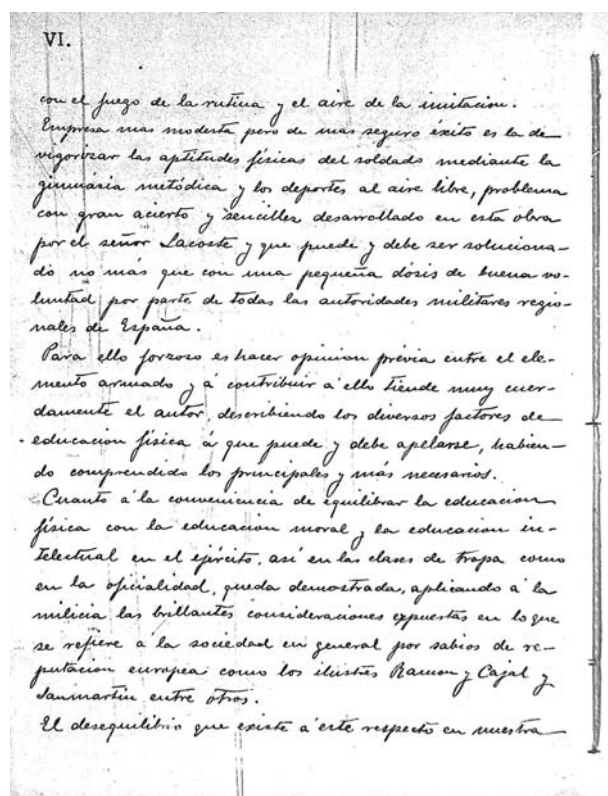 VI.
con el fuego de la rutina y el aire de la imitacion.
Empresa mas modesta pero de mas seguro éxito es la de
vigorizar las aptitudes físicas del soldado mediante la
gimnasia metódica y los deportes al aire libre, problema
con gran acierto y sencillez desarrollado en esta obra
por el señor Lacoste y que puede y debe ser soluciona-
do no más que con una pequeña dósis de buena vo-
luntad por parte de todas las autoridades militares regio-
nales de España.
Para ello forzoso es hacer opinion prévia entre el ele-
mento armado y á contribuir á ello tiende muy cuer-
damente el autor, describiendo los diversos factores de
educacion física á que puede y debe apelarse, habien-
do comprendido los principales y más necesarios.
Cuanto á la conveniencia de equilibrar la educacion
física con la educacion moral y la educacion in-
telectual en el ejército, así en las clases de tropa como
en la oficialidad, queda demostrada, aplicando á la
milicia las brillantes consideraciones expuestas en lo que
se refiere á la sociedad en general por sabios de re-
putacion europea como los ilustres Ramon y Cajal y
Sanmartin entre otros.
El desequilibrio que existe á este respecto en nuestra